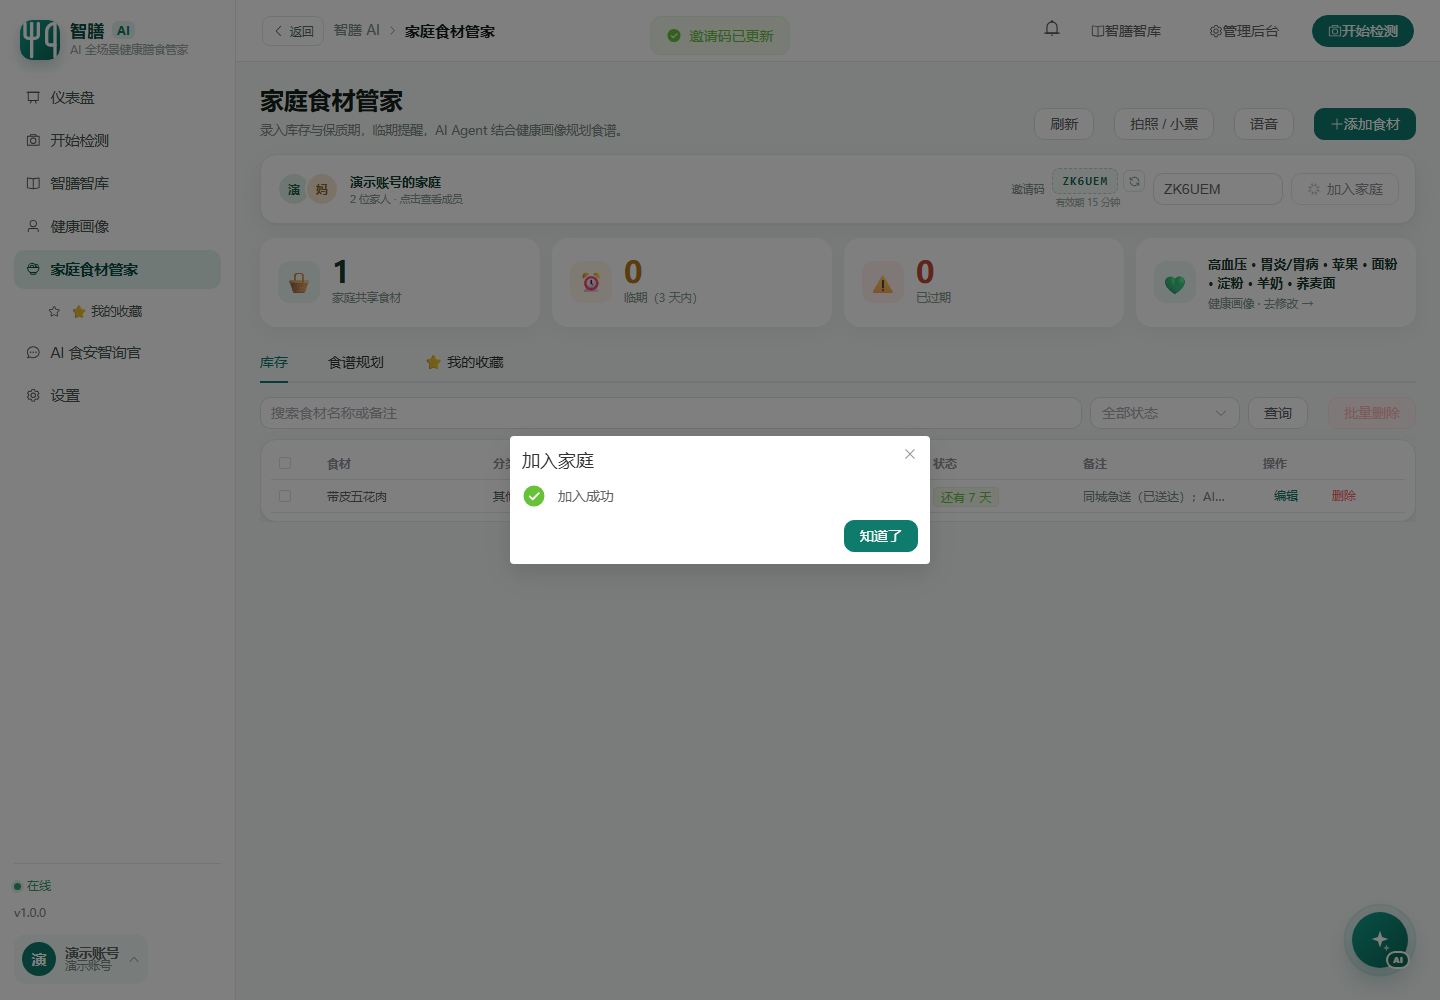 智膳 AI
AI 全场景健康膳食管家
仪表盘
开始检测
智膳智库
健康画像
家庭食材管家
我的收藏
AI 食安智询官
设置
在线
v1.0.0
演
演示账号
演示账号
返回
智膳 AI
家庭食材管家
邀请码已更新
智膳智库
管理后台
开始检测
家庭食材管家
录入库存与保质期，临期提醒，AI Agent 结合健康画像规划食谱。
刷新
拍照 / 小票
语音
添加食材
演
妈
演示账号的家庭
2 位家人 · 点击查看成员
邀请码
ZK6UEM
有效期 15 分钟
ZK6UEM
加入家庭
1
家庭共享食材
0
临期（3 天内）
0
已过期
高血压 • 胃炎/胃病 • 苹果 • 面粉
• 淀粉 • 羊奶 • 荞麦面
健康画像 · 去修改 →
库存
食谱规划
我的收藏
搜索食材名称或备注
全部状态
查询
批量删除
食材
状态
备注
操作
带皮五花肉
还有 7 天
同城急送（已送达）；AI...
编辑
删除
加入家庭
加入成功
知道了
AI